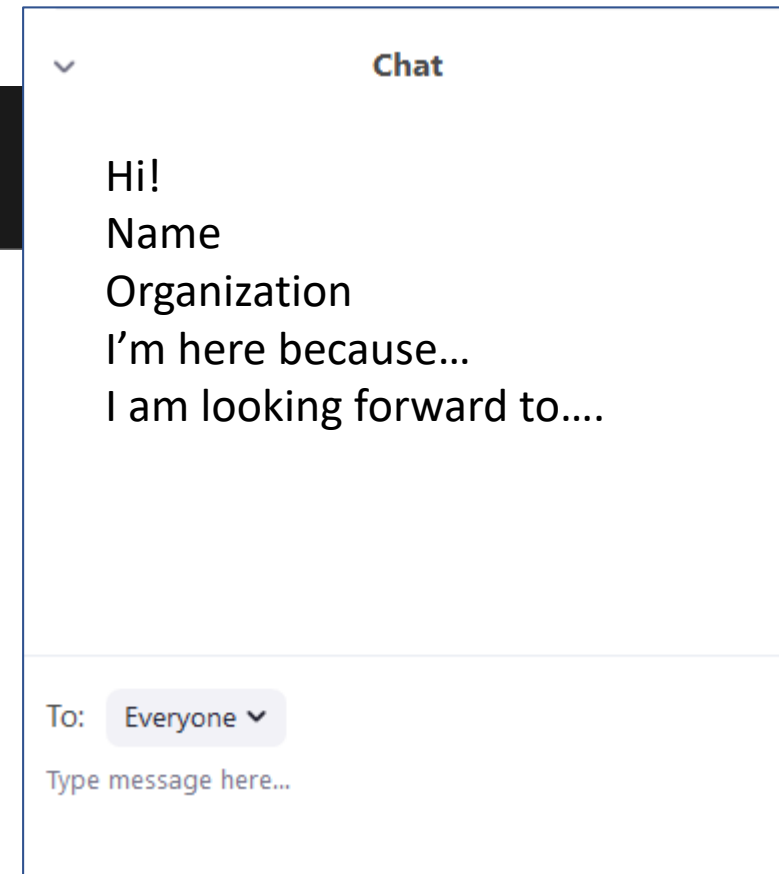 Chat
Hi!
Name
Organization
I’m here because…
I am looking forward to….
To: Everyone
Type message here...